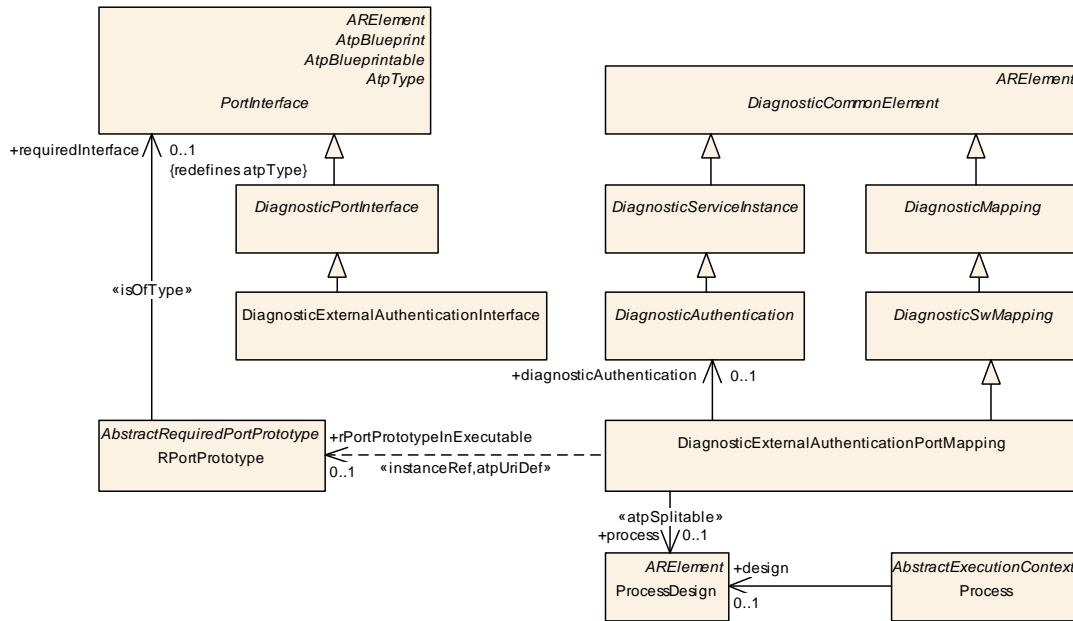 ARElement
AtpBlueprint
AtpBlueprintable
AtpType
PortInterface
ARElement
DiagnosticCommonElement
+requiredInterface
0..1
{redefines atpType}
DiagnosticPortInterface
DiagnosticServiceInstance
DiagnosticMapping
«isOfType»
DiagnosticExternalAuthenticationInterface
DiagnosticAuthentication
DiagnosticSwMapping
+diagnosticAuthentication
0..1
AbstractRequiredPortPrototype
RPortPrototype
+rPortPrototypeInExecutable
0..1
«instanceRef,atpUriDef»
DiagnosticExternalAuthenticationPortMapping
«atpSplitable»
+process
0..1
ARElement
ProcessDesign
+design
0..1
AbstractExecutionContext
Process